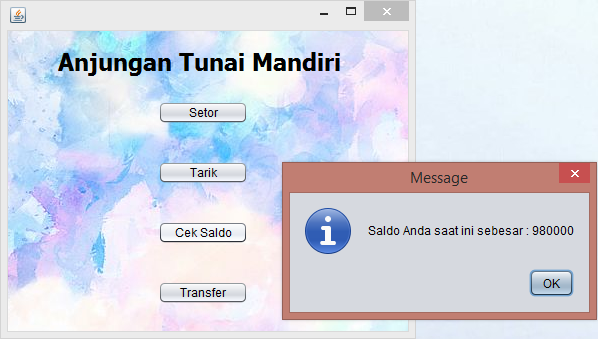 Anjungan Tunai Mandiri
Setor
Tarik
Cek Saldo
Transfer
Message
Saldo Anda saat ini sebesar : 980000
OK